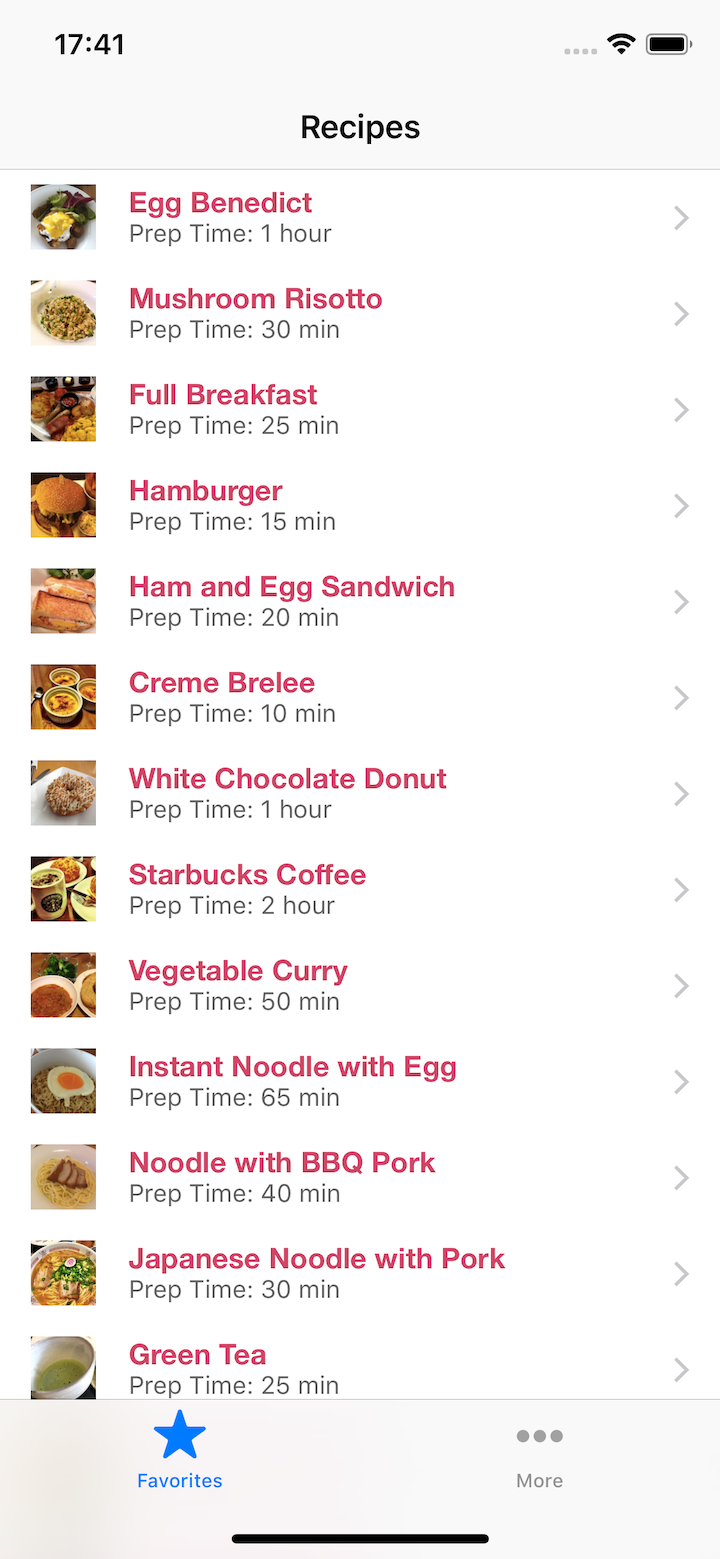 17:41
Recipes
Egg Benedict
Prep Time: 1 hour
Mushroom Risotto
Prep Time: 30 min
Full Breakfast
Prep Time: 25 min
Hamburger
Prep Time: 15 min
Ham and Egg Sandwich
Prep Time: 20 min
Creme Brelee
Prep Time: 10 min
White Chocolate Donut
Prep Time: 1 hour
Starbucks Coffee
Prep Time: 2 hour
Vegetable Curry
Prep Time: 50 min
Instant Noodle with Egg
Prep Time: 65 min
Noodle with BBQ Pork
Prep Time: 40 min
Japanese Noodle with Pork
Prep Time: 30 min
Green Tea
Prep Time: 25 min
Favorites
More